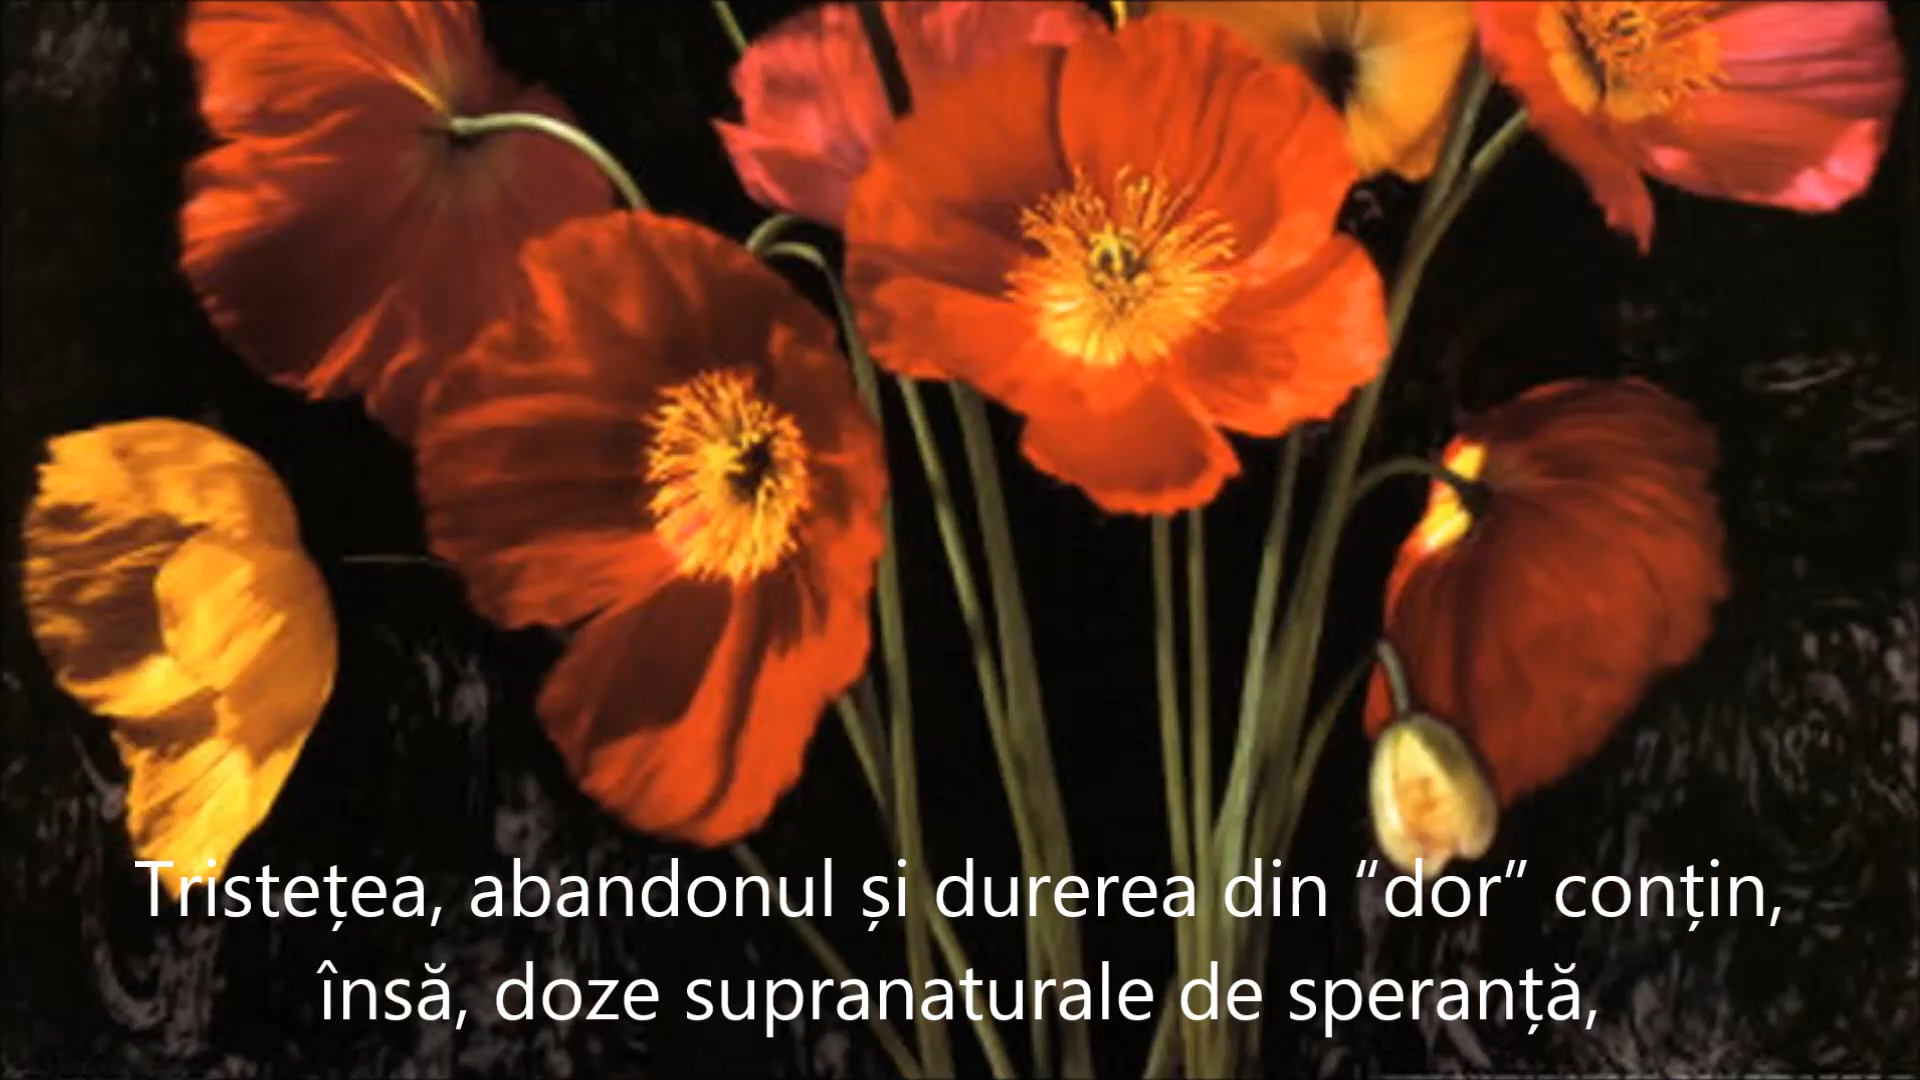 Tristețea, abandonul și durerea din “dor” conțin,
însă, doze supranaturale de speranță,